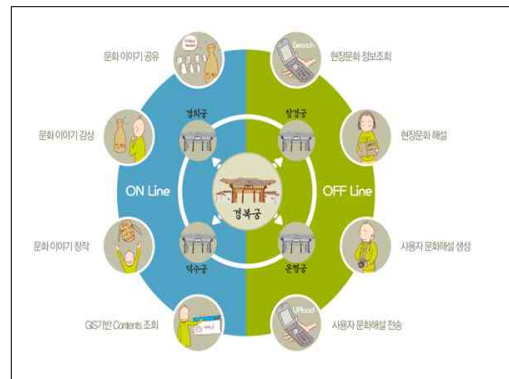 문화 이야기 공유
현장문화 정보조회
Search
경희궁
창경궁
문화 이야기 감상
현장문화 해설
ON Line
OFF Line
경복궁
문화 이야기 창작
사용자 문화해설 생성
덕수궁
운형궁
GIS기반 Contents 조회
UPload
사용자 문화해설 전송